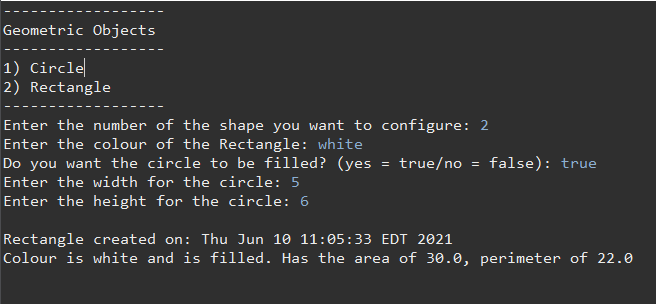 ------------------
Geometric Objects
------------------
1) Circle
2) Rectangle
------------------
Enter the number of the shape you want to configure: 2
Enter the colour of the Rectangle: white
Do you want the circle to be filled? (yes = true/no = false): true
Enter the width for the circle: 5
Enter the height for the circle: 6
Rectangle created on: Thu Jun 10 11:05:33 EDT 2021
Colour is white and is filled. Has the area of 30.0, perimeter of 22.0